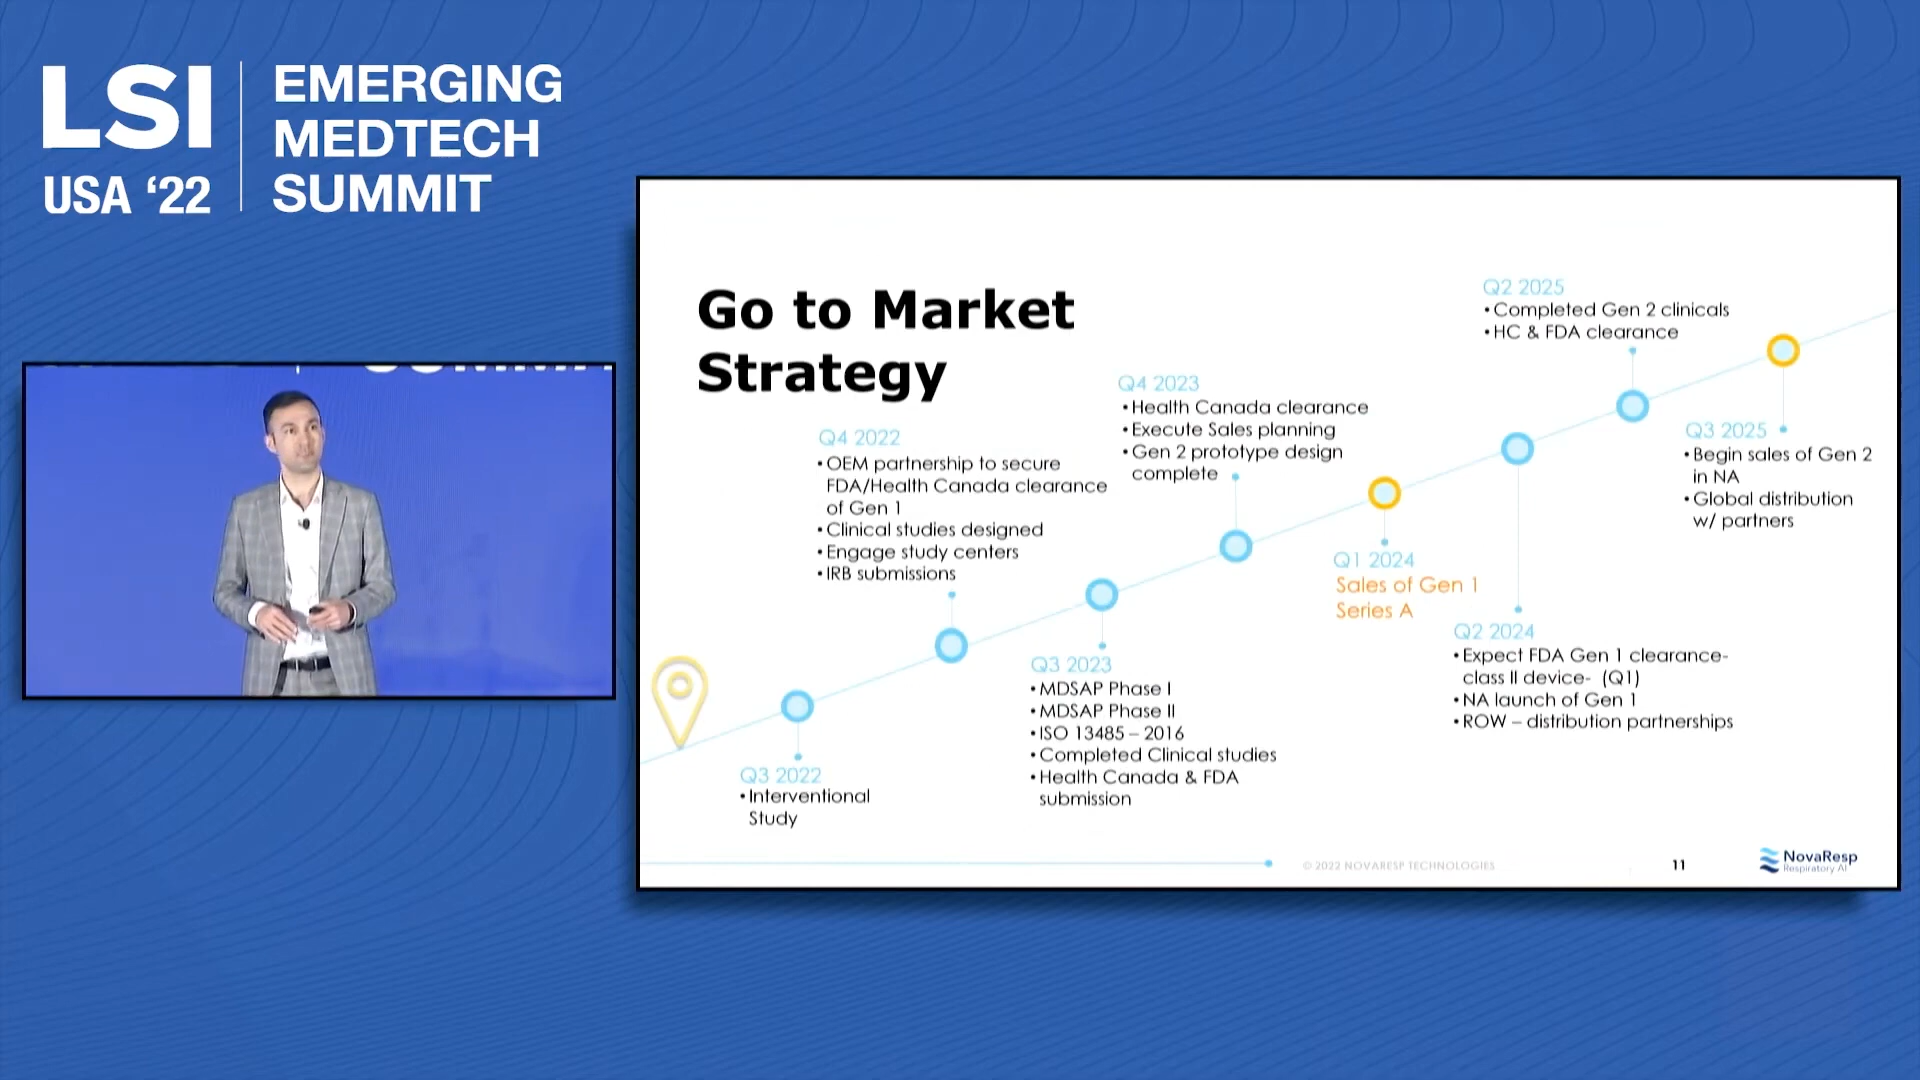 LSI
USA ‘22
EMERGING
MEDTECH
SUMMIT
Go to Market
Strategy
Q3 2022
•Interventional
Study
Q4 2022
•OEM partnership to secure
FDA/Health Canada clearance
of Gen 1
•Clinical studies designed
•Engage study centers
•IRB submissions
Q3 2023
•MDSAP Phase I
•MDSAP Phase II
•ISO 13485 – 2016
•Completed Clinical studies
•Health Canada & FDA
submission
Q4 2023
•Health Canada clearance
•Execute Sales planning
•Gen 2 prototype design
complete
Q1 2024
Sales of Gen 1
Series A
Q2 2024
•Expect FDA Gen 1 clearance-
class II device- (Q1)
•NA launch of Gen 1
•ROW – distribution partnerships
Q2 2025
•Completed Gen 2 clinicals
•HC & FDA clearance
Q3 2025
•Begin sales of Gen 2
in NA
•Global distribution
w/ partners
© 2022 NOVARESP TECHNOLOGIES
11
NovaResp
Respiratory AI